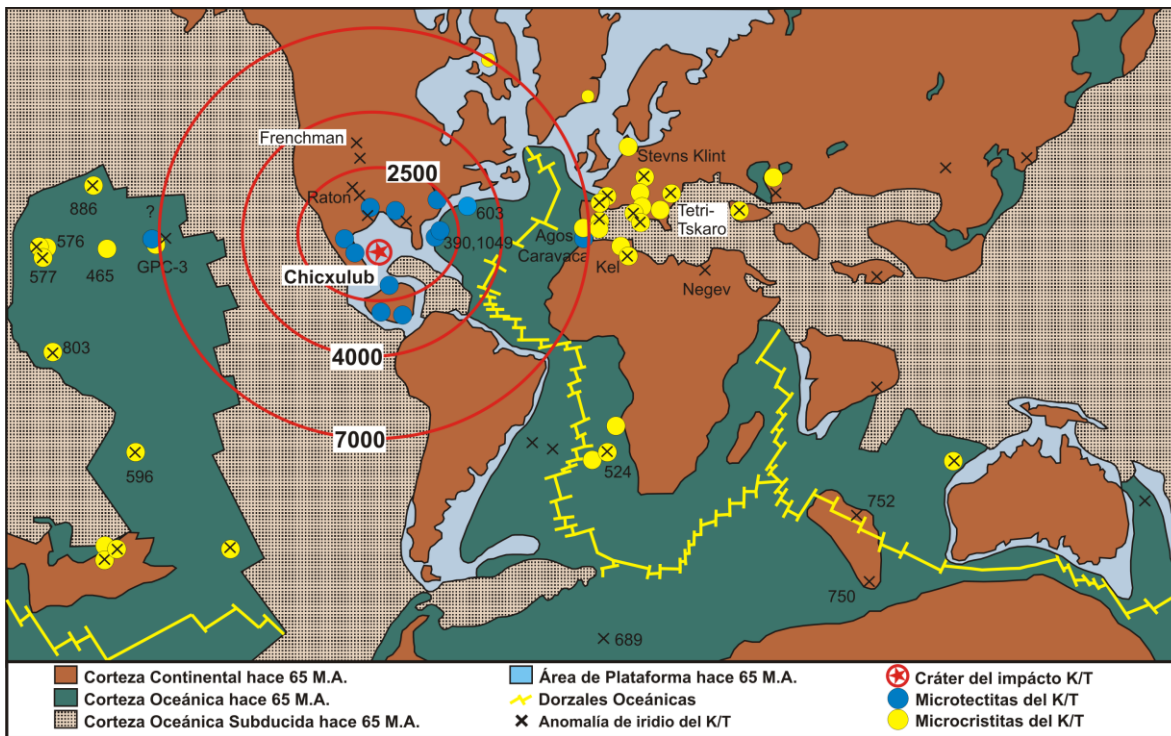 Frenchman
2500
Raton
603
390,1049
Chicxulub
4000
7000
Stevns Klint
Tetri-
Tskaro
Agos
Caravaca
Kel
Negev
886
?
576
577
465
GPC-3
803
596
524
752
750
689
Corteza Continental hace 65 M.A.
Corteza Oceánica hace 65 M.A.
Corteza Oceánica Subducida hace 65 M.A.
Área de Plataforma hace 65 M.A.
Dorzales Oceánicas
Anomalía de iridio del K/T
Cráter del impácto K/T
Microtectitas del K/T
Microcristitas del K/T